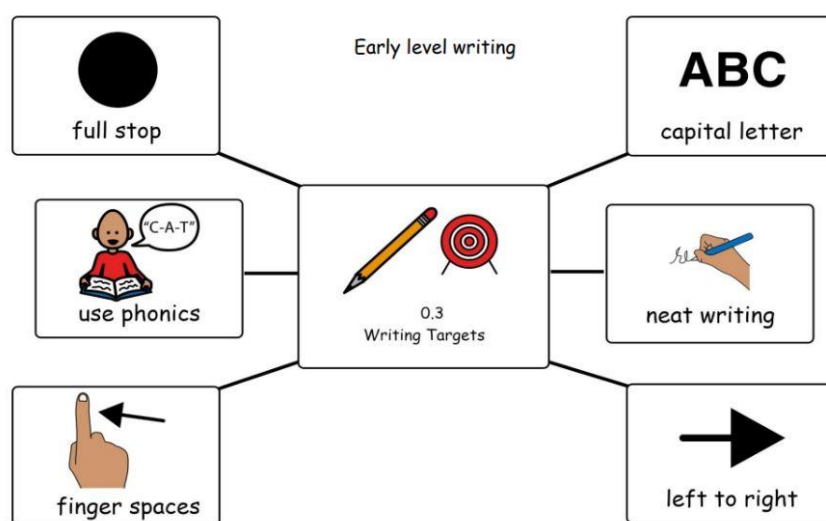 Early level writing
full stop
ABC
capital letter
"C-A-T"
use phonics
0.3
Writing Targets
rea
neat writing
finger spaces
left to right